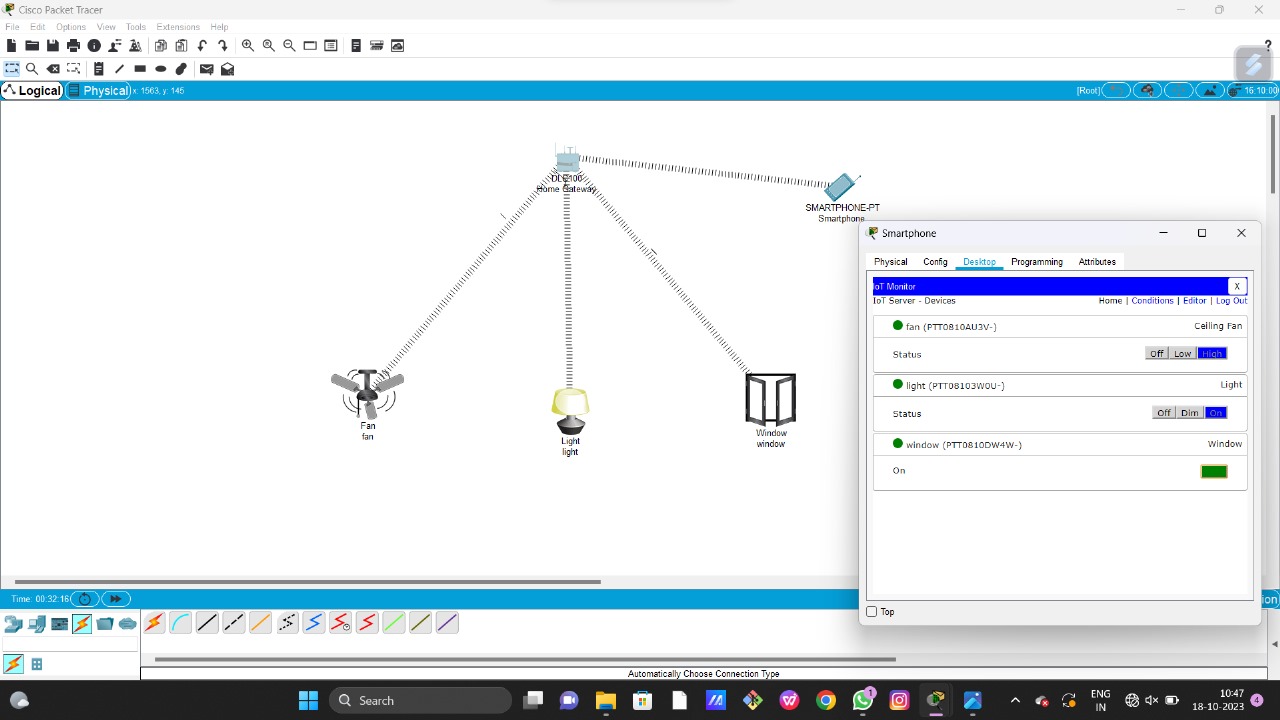 Cisco Packet Tracer
File Edit Options View Tools Extensions Help
?
Logical Physical x: 1563, y: 145 [Root] 16:10:00
Home Gateway
SMARTPHONE-PT
Smartphone
Fan
fan
Light
light
Window
window
Smartphone
Physical Config Desktop Programming Attributes
IoT Monitor X
IoT Server - Devices Home | Conditions | Editor | Log Out
fan (PTT0810AU3V-) Ceiling Fan
Status Off Low High
light (PTT08103W0U-) Light
Status Off Dim On
window (PTT0810DW4W-) Window
On
Top
Time: 00:32:16
Automatically Choose Connection Type
Search
1
ENG
IN
10:47
18-10-2023
4